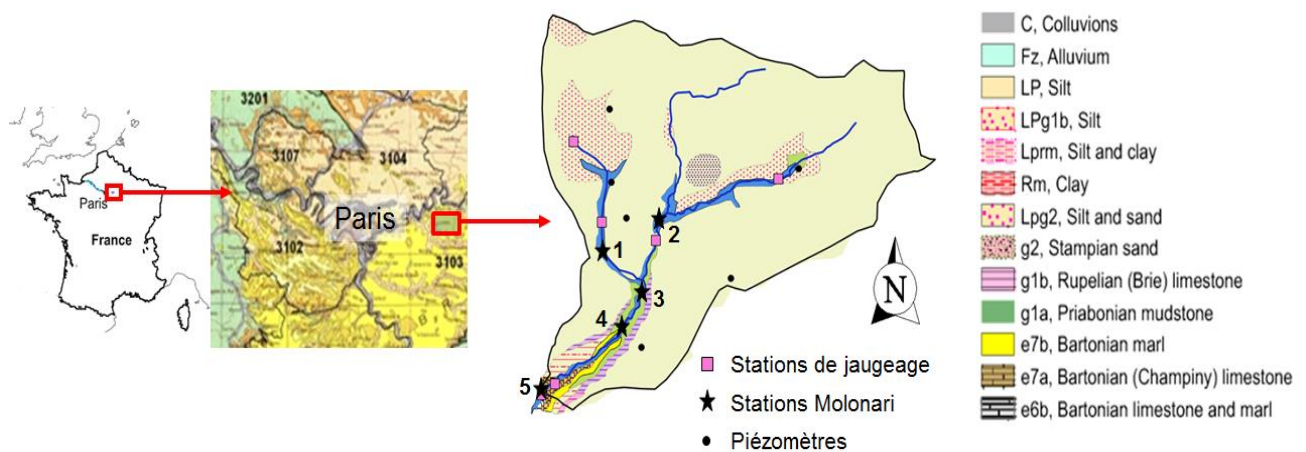 Paris
France
3201
3107
3104
Paris
3102
3103
1
2
3
4
5
N
Stations de jaugeage
Stations Molonari
Piézomètres
C, Colluvions
Fz, Alluvium
LP, Silt
LPg1b, Silt
Lprm, Silt and clay
Rm, Clay
Lpg2, Silt and sand
g2, Stampian sand
g1b, Rupelian (Brie) limestone
g1a, Priabonian mudstone
e7b, Bartonian marl
e7a, Bartonian (Champiny) limestone
e6b, Bartonian limestone and marl